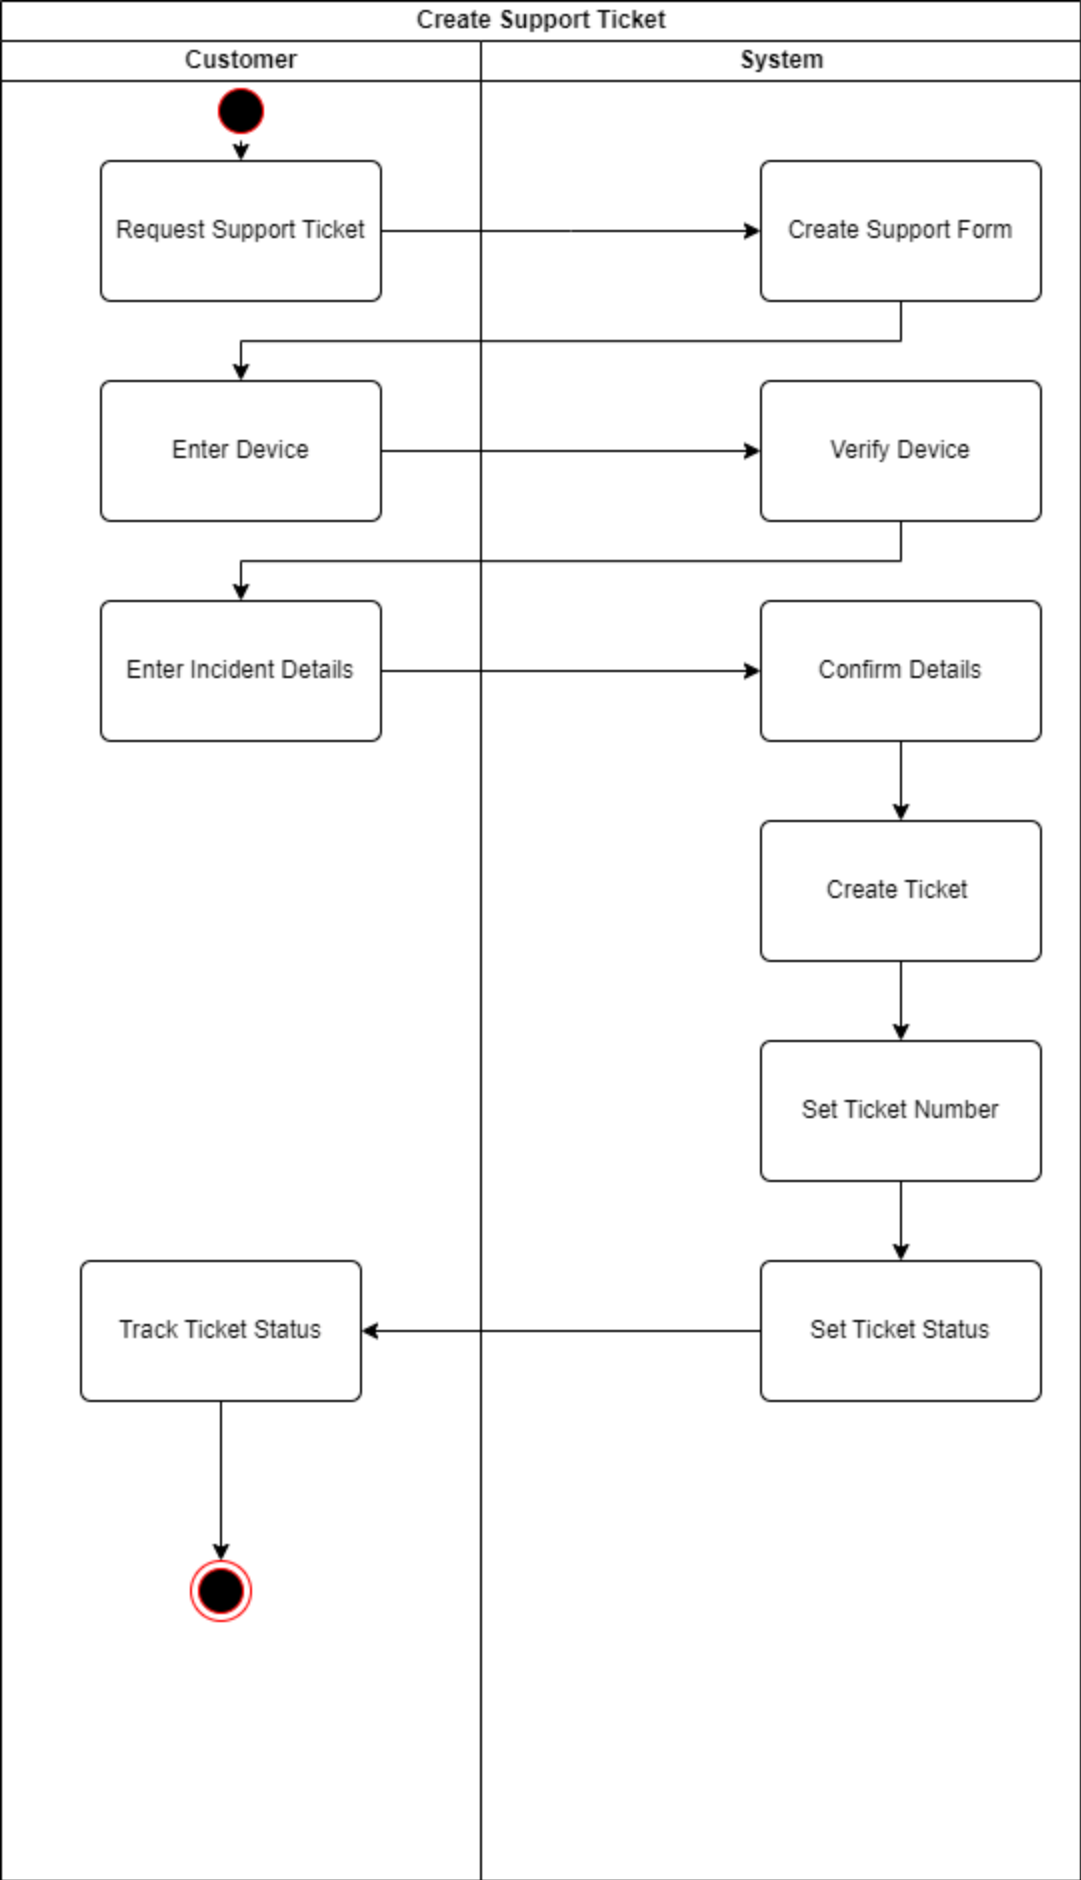 Create Support Ticket
Customer
System
Request Support Ticket
Create Support Form
Enter Device
Verify Device
Enter Incident Details
Confirm Details
Create Ticket
Set Ticket Number
Track Ticket Status
Set Ticket Status